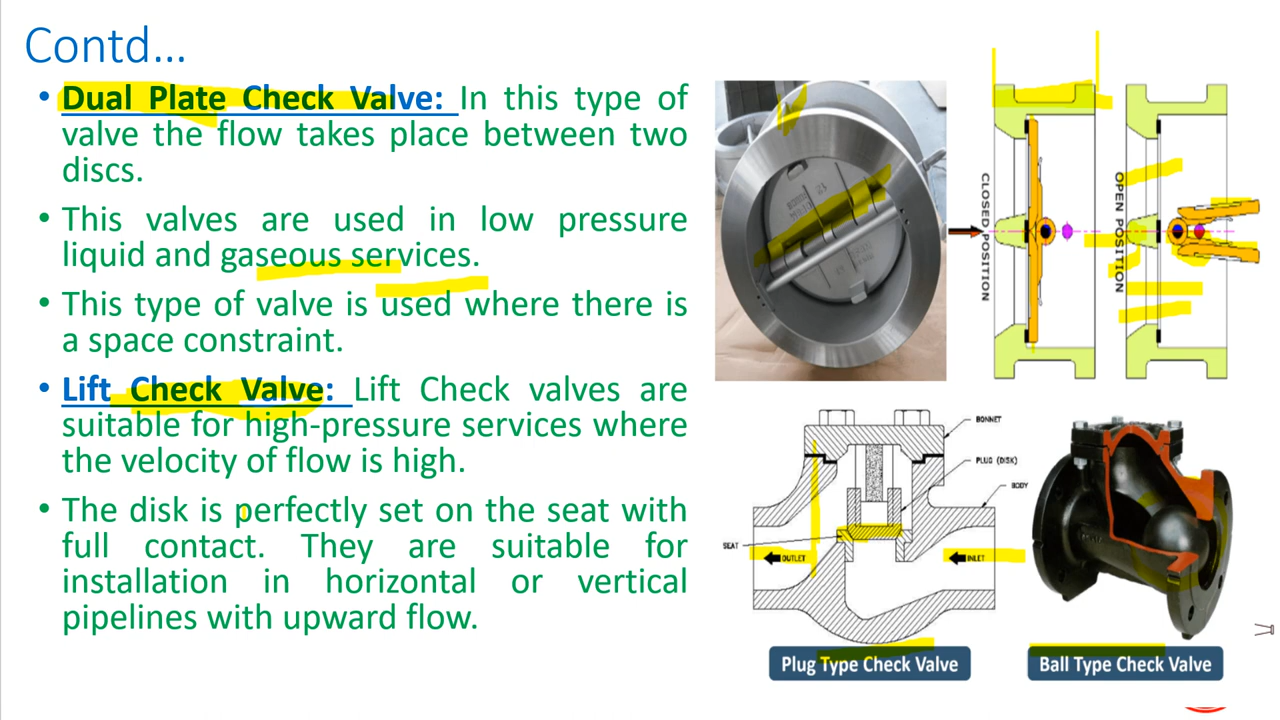 Contd...
• Dual Plate Check Valve: In this type of
valve the flow takes place between two
discs.
• This valves are used in low pressure
liquid and gaseous services.
• This type of valve is used where there is
a space constraint.
• Lift Check Valve: Lift Check valves are
suitable for high-pressure services where
the velocity of flow is high.
• The disk is perfectly set on the seat with
full contact. They are suitable for
installation in horizontal or vertical
pipelines with upward flow.
CLOSED POSITION
OPEN POSITION
BONNET
PLUG (DISK)
BODY
SEAT
OUTLET
INLET
Plug Type Check Valve
Ball Type Check Valve